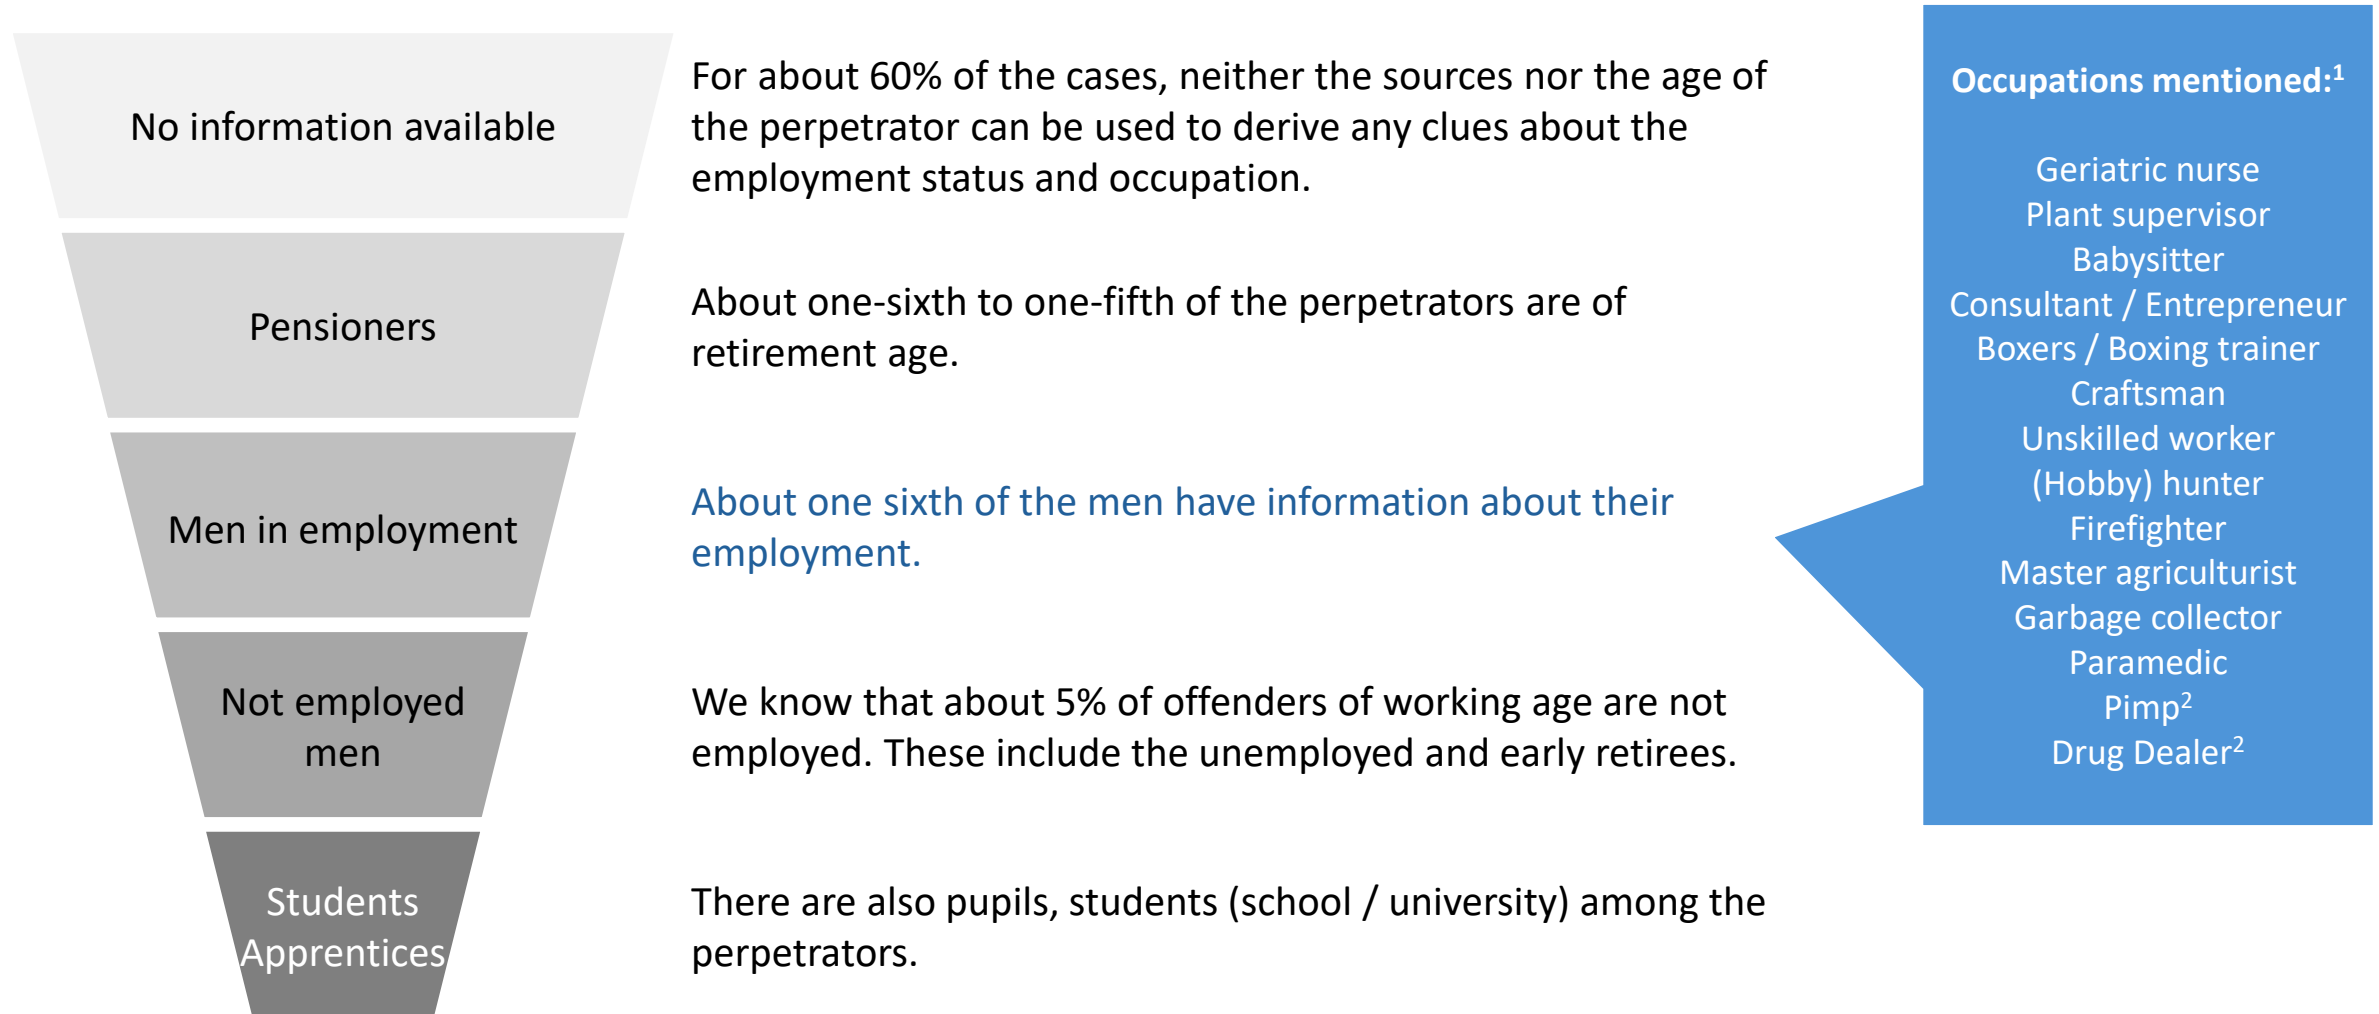 No information available
For about 60% of the cases, neither the sources nor the age of
the perpetrator can be used to derive any clues about the
employment status and occupation.
Pensioners
About one-sixth to one-fifth of the perpetrators are of
retirement age.
Men in employment
About one sixth of the men have information about their
employment.
Not employed
men
We know that about 5% of offenders of working age are not
employed. These include the unemployed and early retirees.
Students
Apprentices
There are also pupils, students (school / university) among the
perpetrators.
Occupations mentioned:¹
Geriatric nurse
Plant supervisor
Babysitter
Consultant / Entrepreneur
Boxers / Boxing trainer
Craftsman
Unskilled worker
(Hobby) hunter
Firefighter
Master agriculturist
Garbage collector
Paramedic
Pimp²
Drug Dealer²